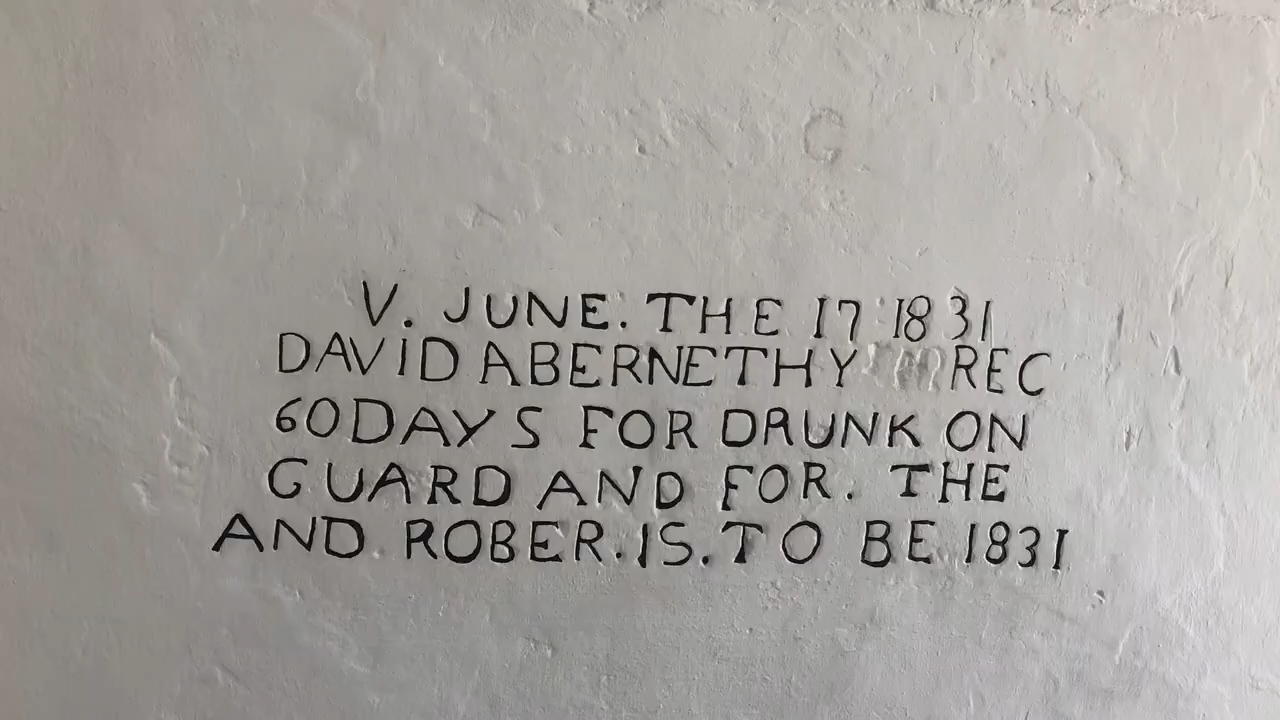 G
V. JUNE. THE 17 1831
DAVID ABERNETHY REC
60 DAYS FOR DRUNK ON
GUARD AND FOR. THE
AND ROBER.IS.TO BE 1831